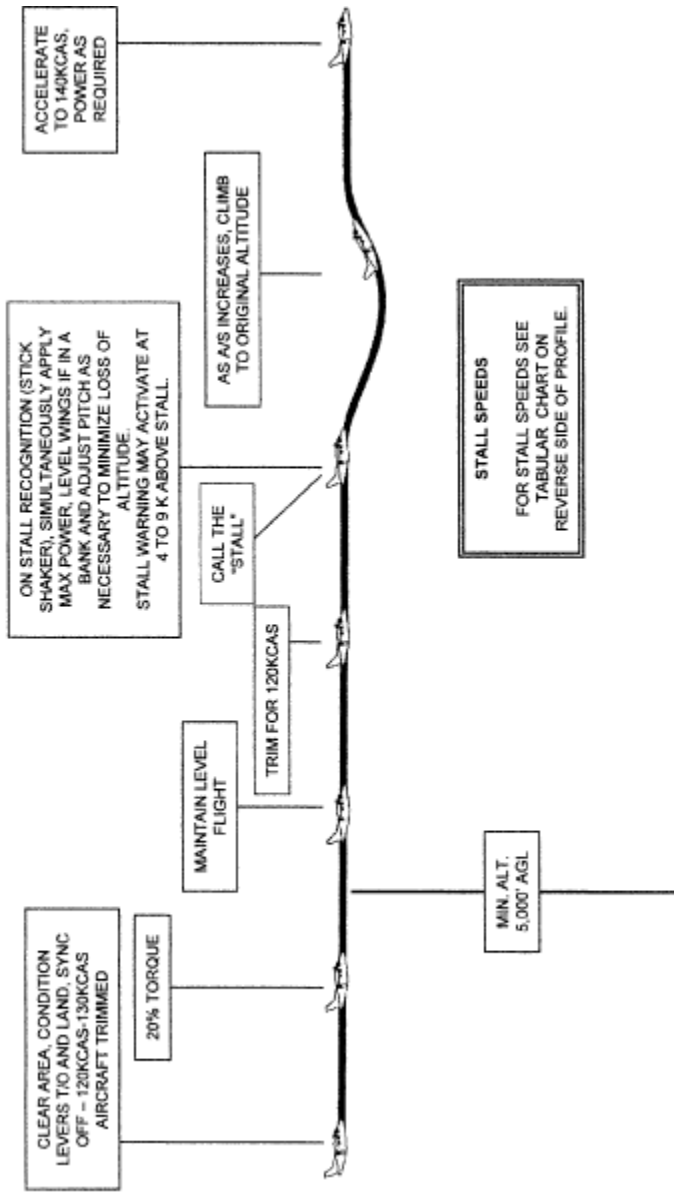 CLEAR AREA, CONDITION
LEVERS T/O AND LAND, SYNC
OFF – 120KCAS-130KCAS
AIRCRAFT TRIMMED
20% TORQUE
MAINTAIN LEVEL
FLIGHT
TRIM FOR 120KCAS
CALL THE
"STALL"
ON STALL RECOGNITION (STICK
SHAKER), SIMULTANEOUSLY APPLY
MAX POWER, LEVEL WINGS IF IN A
BANK AND ADJUST PITCH AS
NECESSARY TO MINIMIZE LOSS OF
ALTITUDE.
STALL WARNING MAY ACTIVATE AT
4 TO 9 K ABOVE STALL.
AS A/S INCREASES, CLIMB
TO ORIGINAL ALTITUDE
ACCELERATE
TO 140KCAS,
POWER AS
REQUIRED
MIN. ALT.
5,000' AGL
STALL SPEEDS
FOR STALL SPEEDS SEE
TABULAR CHART ON
REVERSE SIDE OF PROFILE.